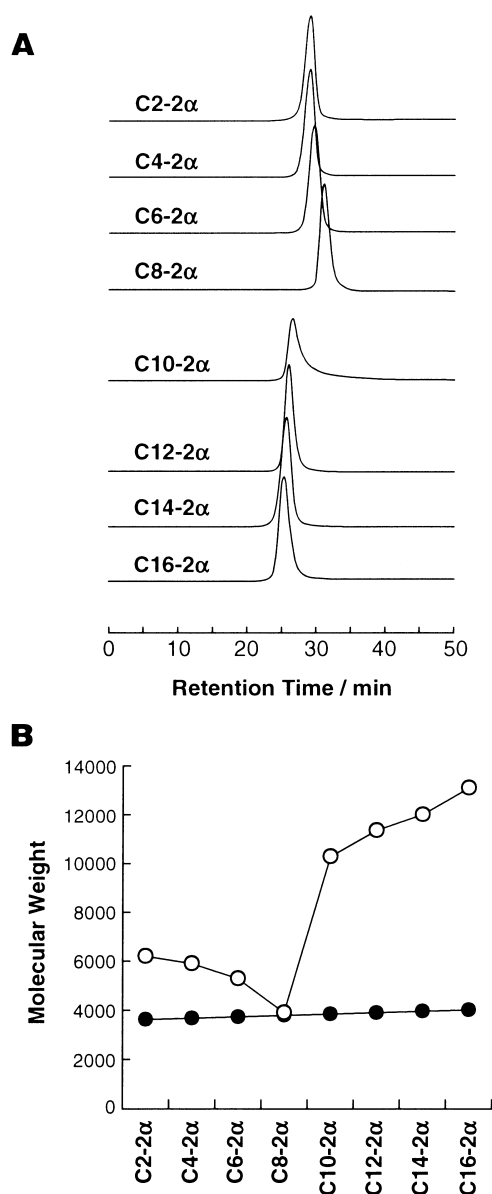 A
C2-2α
C4-2α
C6-2α
C8-2α
C10-2α
C12-2α
C14-2α
C16-2α
0 10 20 30 40 50
Retention Time / min
B
14000
12000
10000
8000
6000
4000
2000
0
Molecular Weight
C2-2α
C4-2α
C6-2α
C8-2α
C10-2α
C12-2α
C14-2α
C16-2α